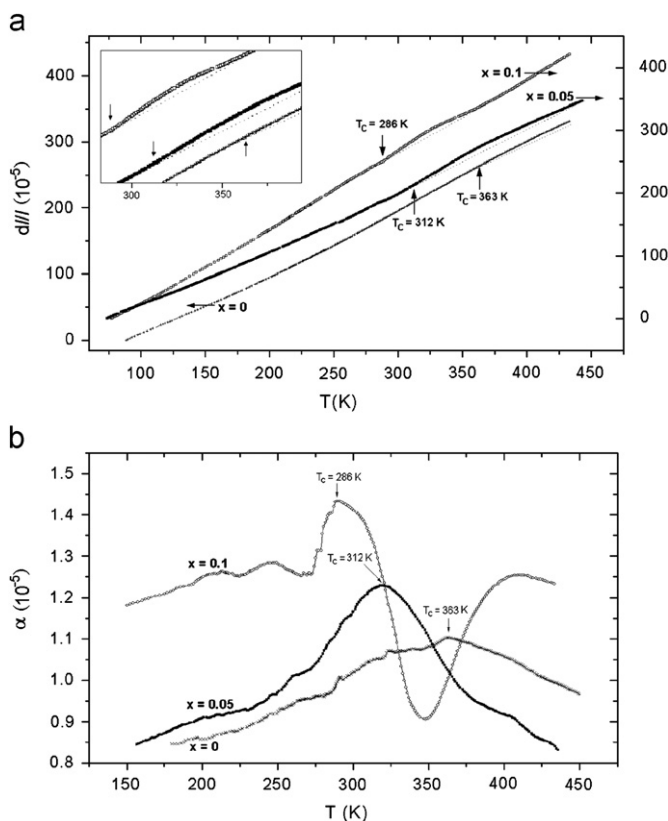 a
400
300
200
100
0
dl/l (10⁻⁵)
400
300
200
100
0
300
350
x = 0.1
x = 0.05
T_C = 286 K
T_C = 312 K
T_C = 363 K
x = 0
100 150 200 250 300 350 400 450
T(K)
b
1.5
1.4
1.3
1.2
1.1
1.0
0.9
0.8
α (10⁻⁵)
T_C = 286 K
x = 0.1
T_C = 312 K
T_C = 363 K
x = 0.05
x = 0
150 200 250 300 350 400 450
T (K)